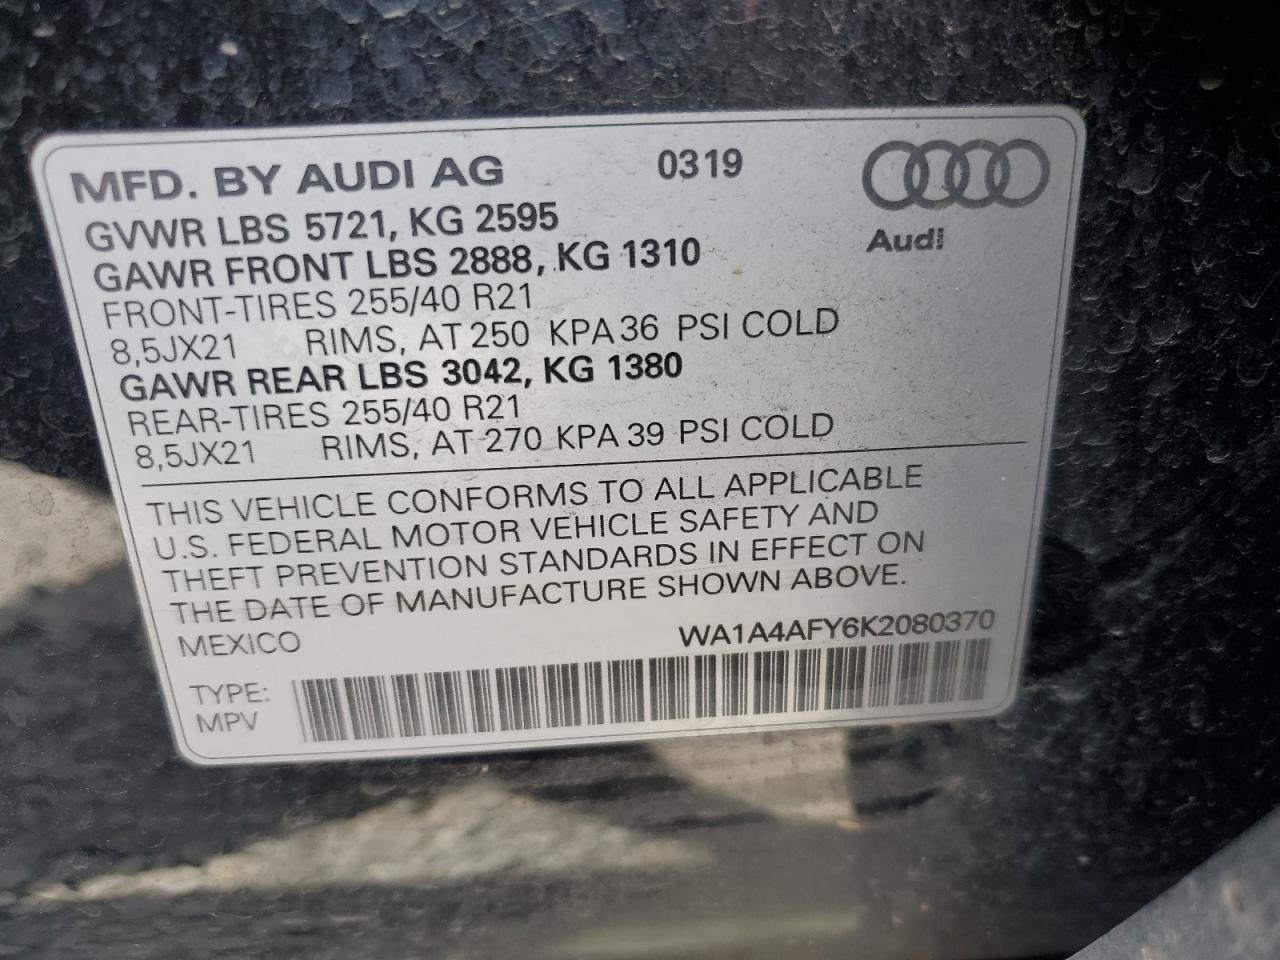 MFD. BY AUDI AG 0319
GVWR LBS 5721, KG 2595
Audi
GAWR FRONT LBS 2888, KG 1310
FRONT-TIRES 255/40 R21
8,5JX21 RIMS, AT 250 KPA 36 PSI COLD
GAWR REAR LBS 3042, KG 1380
REAR-TIRES 255/40 R21
8,5JX21 RIMS, AT 270 KPA 39 PSI COLD
THIS VEHICLE CONFORMS TO ALL APPLICABLE
U.S. FEDERAL MOTOR VEHICLE SAFETY AND
THEFT PREVENTION STANDARDS IN EFFECT ON
THE DATE OF MANUFACTURE SHOWN ABOVE.
MEXICO WA1A4AFY6K2080370
TYPE:
MPV